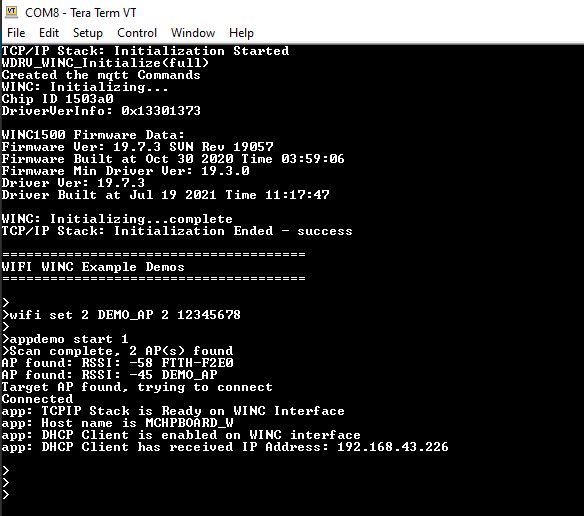 COM8 - Tera Term VT
File Edit Setup Control Window Help
TCP/IP Stack: Initialization Started
WDRV_WINC_Initialize(full)
Created the mqtt Commands
WINC: Initializing...
Chip ID 1503a0
DriverVerInfo: 0x13301373
WINC1500 Firmware Data:
Firmware Ver: 19.7.3 SVN Rev 19057
Firmware Built at Oct 30 2020 Time 03:59:06
Firmware Min Driver Ver: 19.3.0
Driver Ver: 19.7.3
Driver Built at Jul 19 2021 Time 11:17:47
WINC: Initializing...complete
TCP/IP Stack: Initialization Ended - success
======================================
WIFI WINC Example Demos
======================================
>
>wifi set 2 DEMO_AP 2 12345678
>
>appdemo start 1
>Scan complete, 2 AP(s) found
AP found: RSSI: -58 FTTH-F2E0
AP found: RSSI: -45 DEMO_AP
Target AP found, trying to connect
Connected
app: TCPIP Stack is Ready on WINC Interface
app: Host name is MCHPBOARD_W
app: DHCP Client is enabled on WINC interface
app: DHCP Client has received IP Address: 192.168.43.226
>
>
>